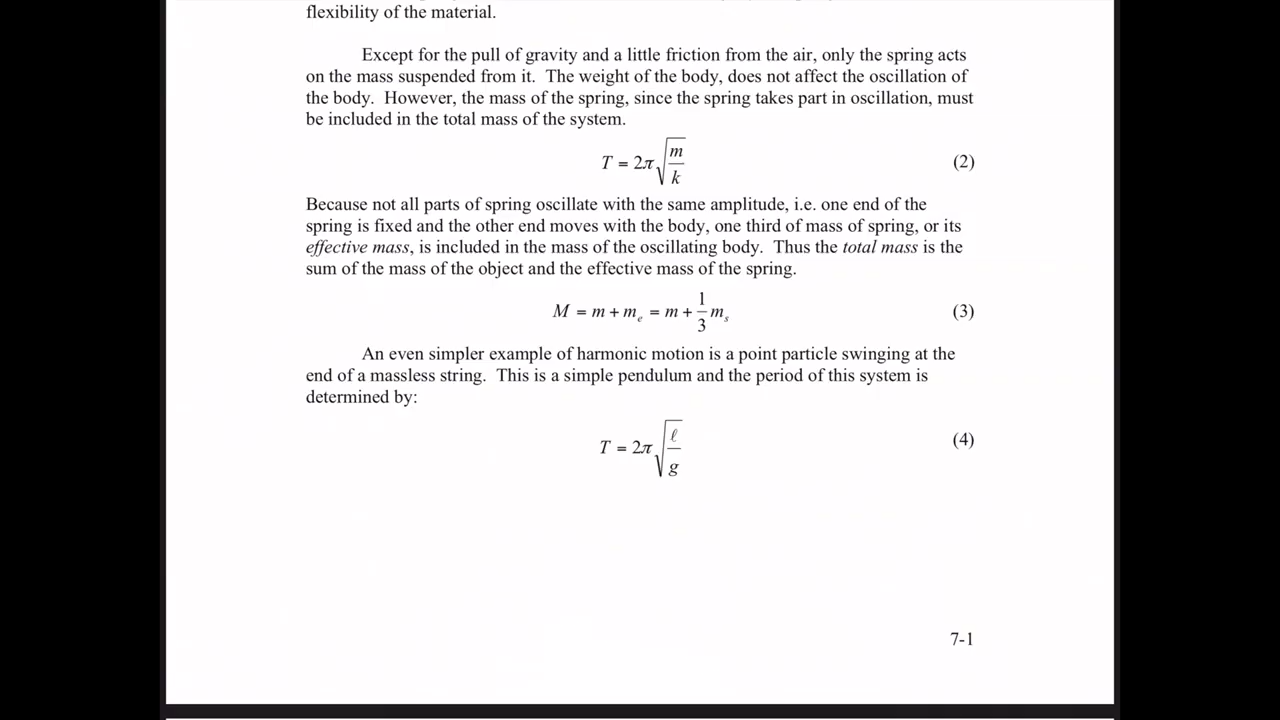 flexibility of the material.
Except for the pull of gravity and a little friction from the air, only the spring acts
on the mass suspended from it. The weight of the body, does not affect the oscillation of
the body. However, the mass of the spring, since the spring takes part in oscillation, must
be included in the total mass of the system.
T = 2π√(m/k) (2)
Because not all parts of spring oscillate with the same amplitude, i.e. one end of the
spring is fixed and the other end moves with the body, one third of mass of spring, or its
effective mass, is included in the mass of the oscillating body. Thus the total mass is the
sum of the mass of the object and the effective mass of the spring.
M = m + mₑ = m + 1/3 mₛ (3)
An even simpler example of harmonic motion is a point particle swinging at the
end of a massless string. This is a simple pendulum and the period of this system is
determined by:
T = 2π√(ℓ/g) (4)
7-1